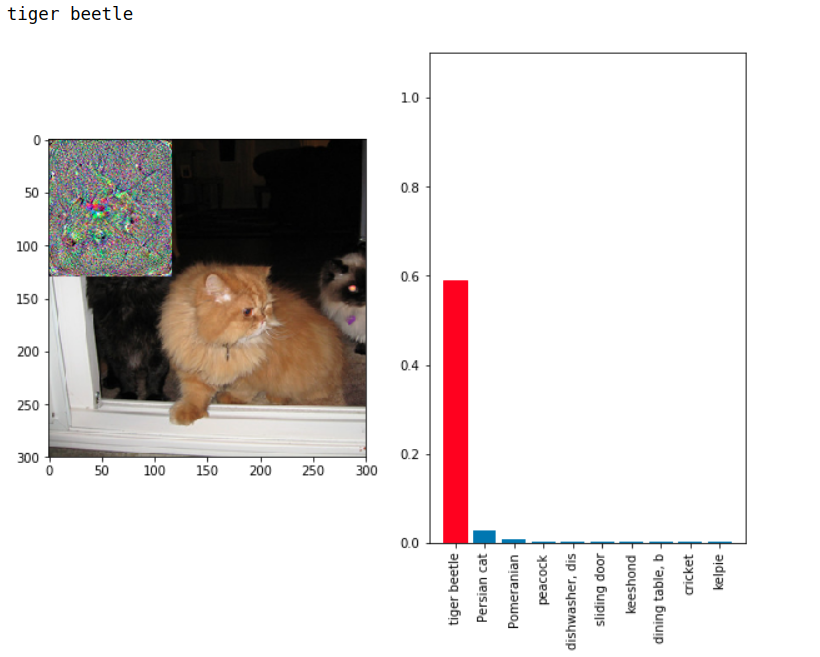 tiger beetle
0
50
100
150
200
250
300
0 50 100 150 200 250 300
1.0
0.8
0.6
0.4
0.2
0.0
tiger beetle
Persian cat
Pomeranian
peacock
dishwasher, dis
sliding door
keeshond
dining table, b
cricket
kelpie